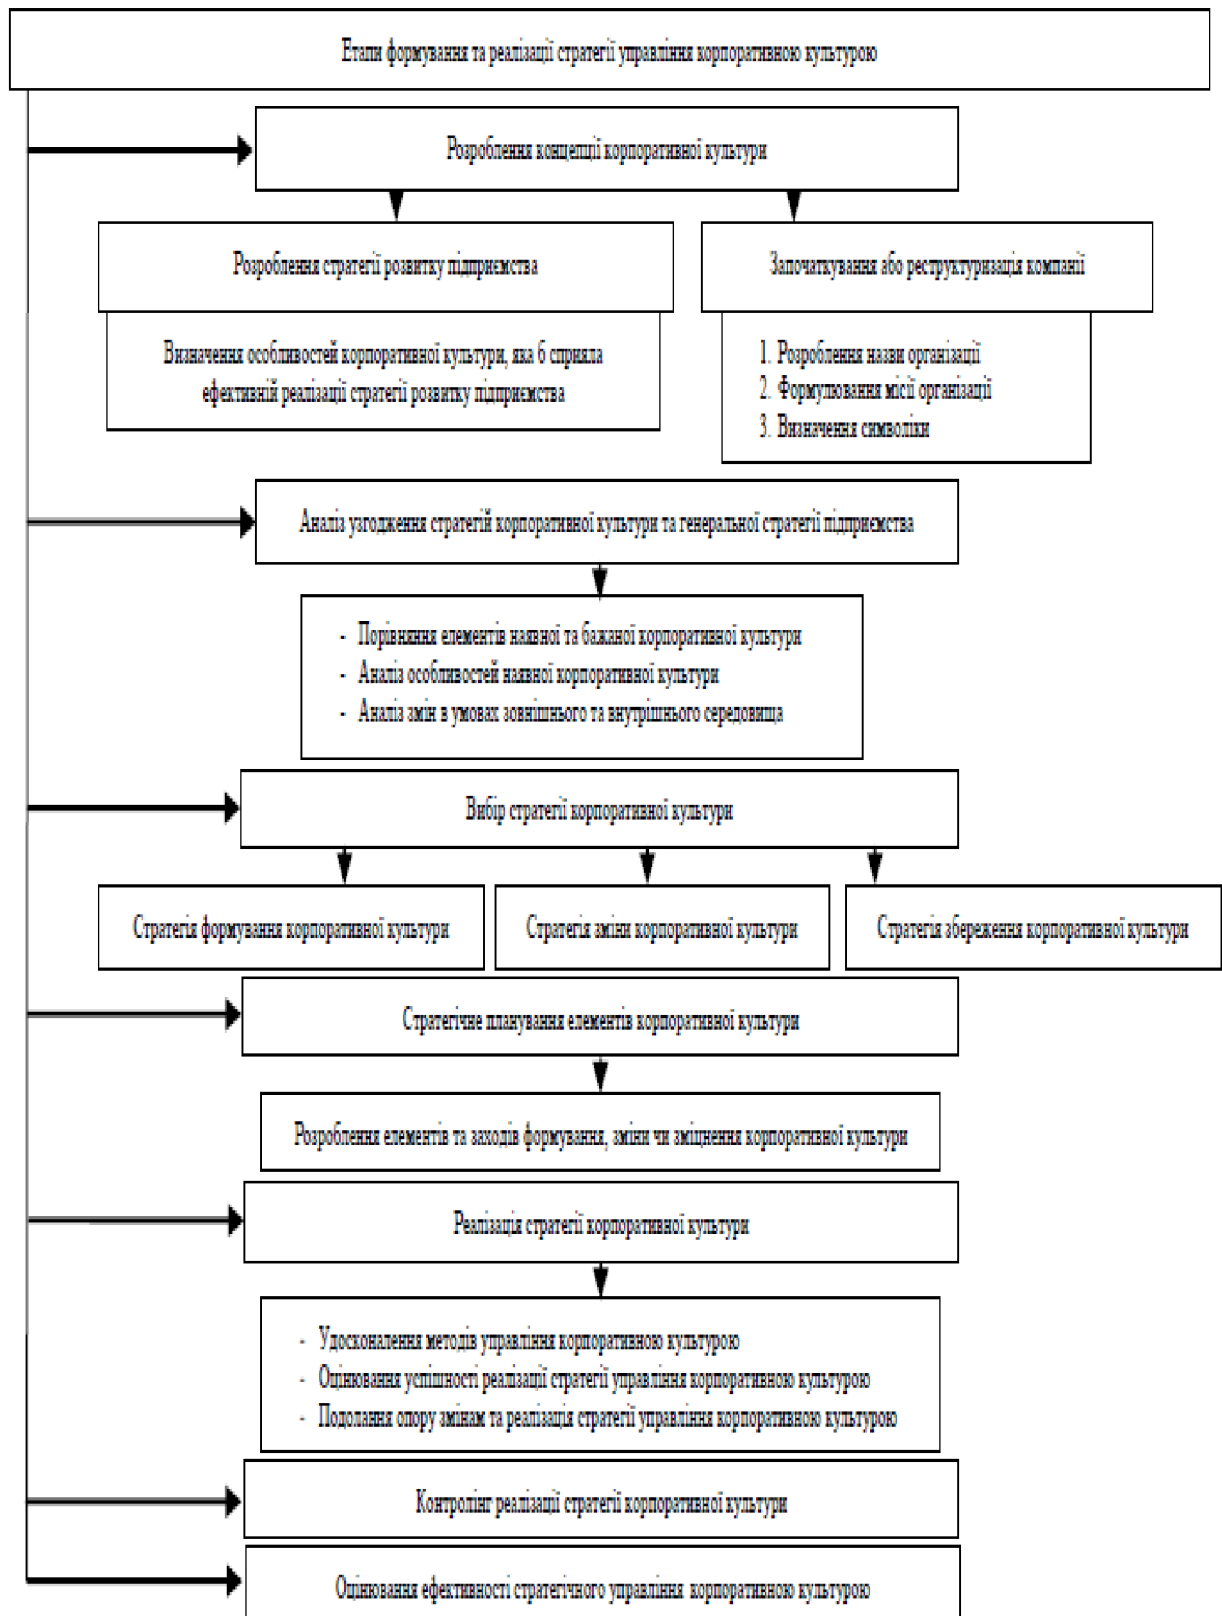 Етапи формування та реалізації стратегії управління корпоративною культурою
Розроблення концепції корпоративної культури
Розроблення стратегії розвитку підприємства
Започаткування або реструктуризація компанії
Визначення особливостей корпоративної культури, яка б сприяла
ефективній реалізації стратегії розвитку підприємства
1. Розроблення назви організації
2. Формулювання місії організації
3. Визначення символіки
Аналіз узгодження стратегій корпоративної культури та генеральної стратегії підприємства
- Порівняння елементів наявної та бажаної корпоративної культури
- Аналіз особливостей наявної корпоративної культури
- Аналіз змін в умовах зовнішнього та внутрішнього середовища
Вибір стратегії корпоративної культури
Стратегія формування корпоративної культури
Стратегія зміни корпоративної культури
Стратегія збереження корпоративної культури
Стратегічне планування елементів корпоративної культури
Розроблення елементів та заходів формування, зміни чи зміцнення корпоративної культури
Реалізація стратегії корпоративної культури
- Удосконалення методів управління корпоративною культурою
- Оцінювання успішності реалізації стратегії управління корпоративною культурою
- Подолання опору змінам та реалізація стратегії управління корпоративною культурою
Контролінг реалізації стратегії корпоративної культури
Оцінювання ефективності стратегічного управління корпоративною культурою